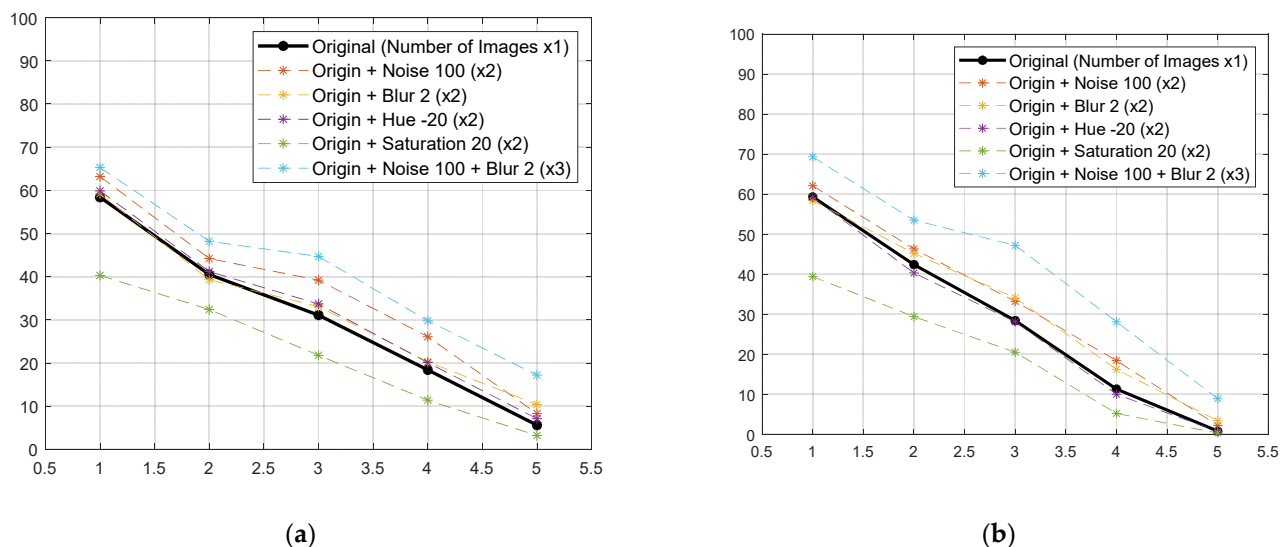 100
90
80
70
60
50
40
30
20
10
0
0.5 1 1.5 2 2.5 3 3.5 4 4.5 5 5.5
Original (Number of Images x1)
Origin + Noise 100 (x2)
Origin + Blur 2 (x2)
Origin + Hue -20 (x2)
Origin + Saturation 20 (x2)
Origin + Noise 100 + Blur 2 (x3)
(a)
100
90
80
70
60
50
40
30
20
10
0
0.5 1 1.5 2 2.5 3 3.5 4 4.5 5 5.5
Original (Number of Images x1)
Origin + Noise 100 (x2)
Origin + Blur 2 (x2)
Origin + Hue -20 (x2)
Origin + Saturation 20 (x2)
Origin + Noise 100 + Blur 2 (x3)
(b)